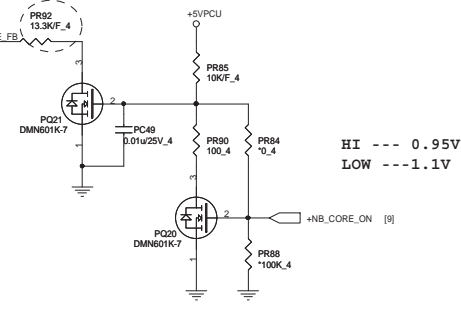 PR92
13.3K/F_4
E_FB
+5VPCU
PR85
10K/F_4
3
PQ21
DMN601K-7
2
1
PC49
0.01u/25V_4
PR90
100_4
PR84
*0_4
HI --- 0.95V
LOW ---1.1V
3
PQ20
DMN601K-7
2
1
+NB_CORE_ON [9]
PR88
*100K_4